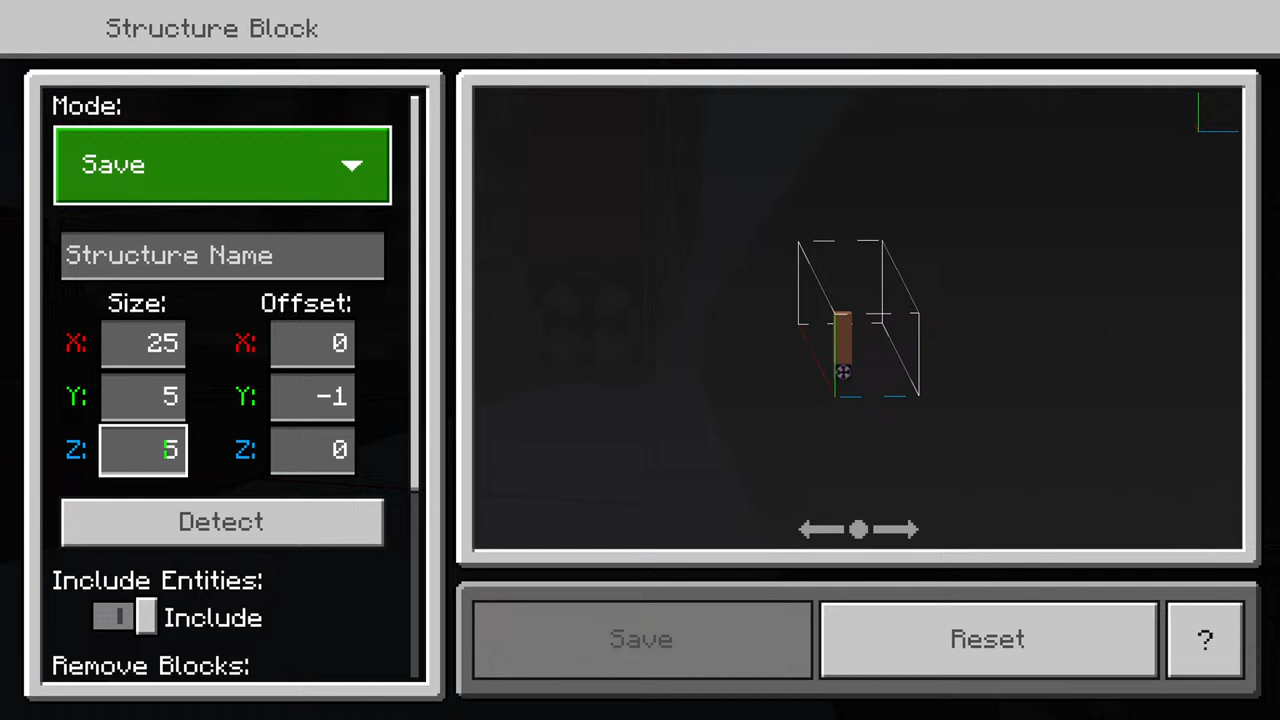 Structure Block
Mode:
Save
Structure Name
Size: Offset:
X: 25 X: 0
Y: 5 Y: -1
Z: 5 Z: 0
Detect
Include Entities:
Include
Remove Blocks:
Save Reset ?